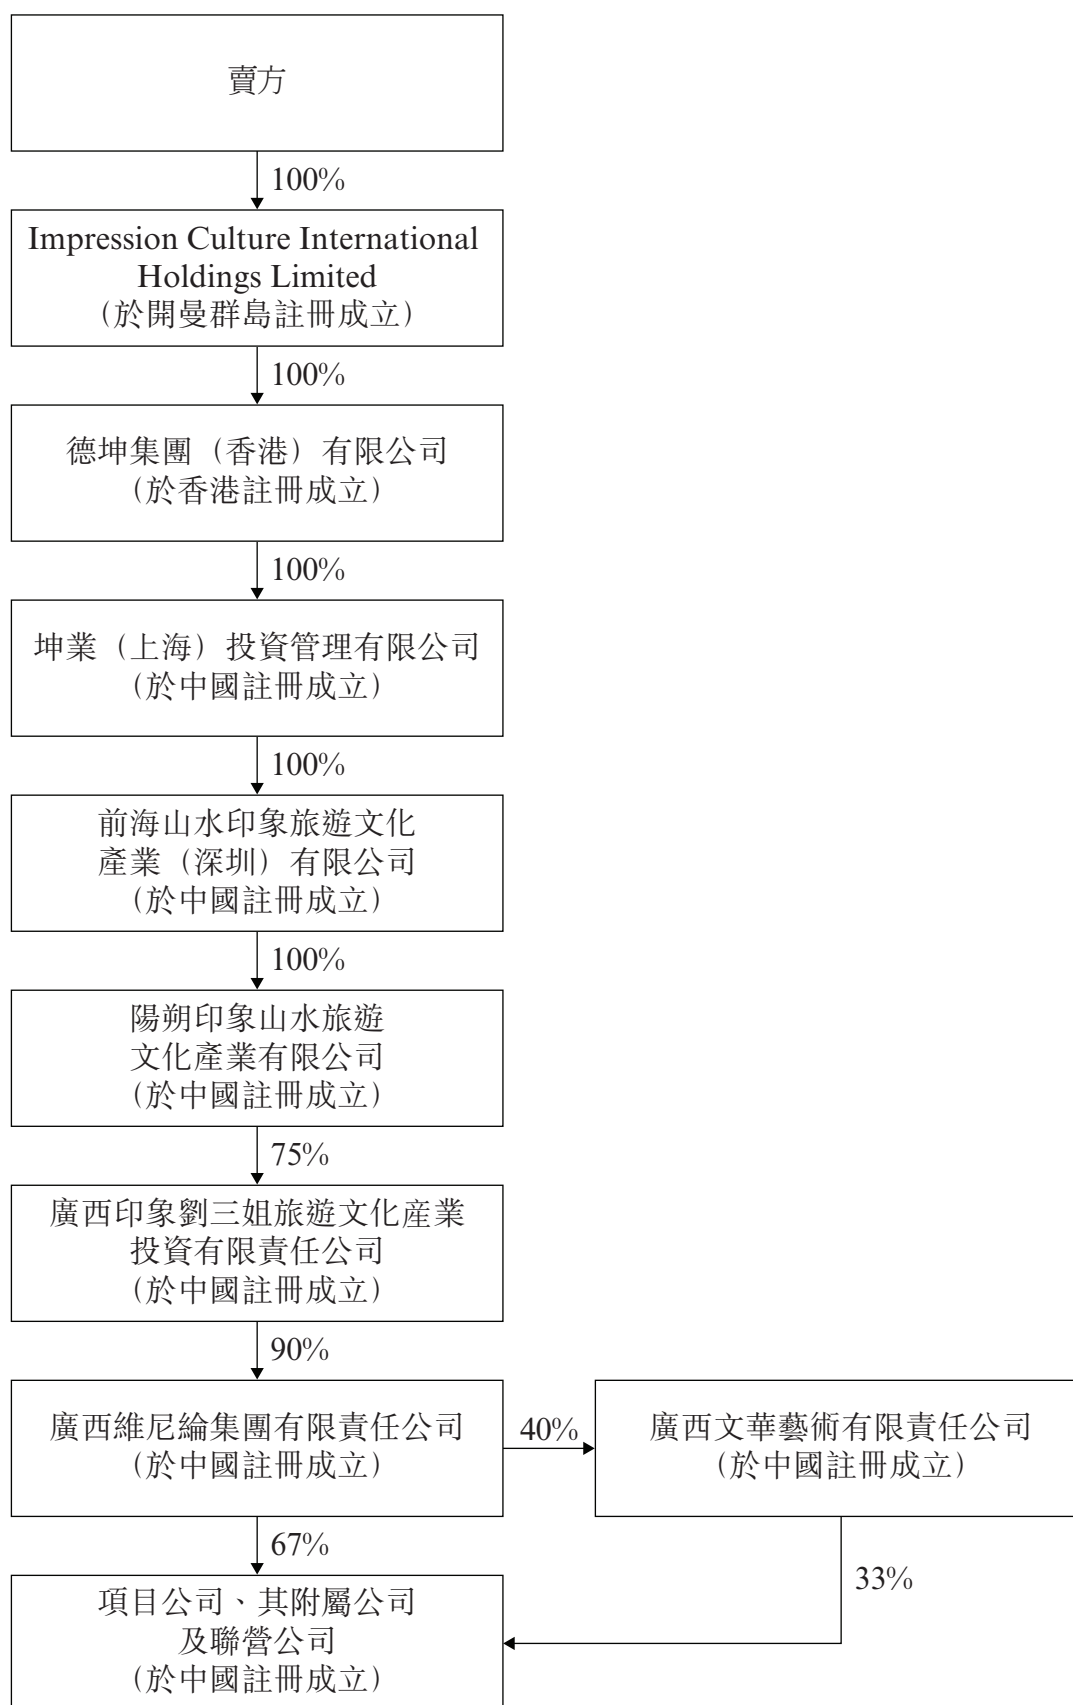 賣方
100%
Impression Culture International
Holdings Limited
（於開曼群島註冊成立）
100%
德坤集團（香港）有限公司
（於香港註冊成立）
100%
坤業（上海）投資管理有限公司
（於中國註冊成立）
100%
前海山水印象旅遊文化
產業（深圳）有限公司
（於中國註冊成立）
100%
陽朔印象山水旅遊
文化產業有限公司
（於中國註冊成立）
75%
廣西印象劉三姐旅遊文化産業
投資有限責任公司
（於中國註冊成立）
90%
廣西維尼綸集團有限責任公司
（於中國註冊成立）
40%
廣西文華藝術有限責任公司
（於中國註冊成立）
67%
33%
項目公司、其附屬公司
及聯營公司
（於中國註冊成立）